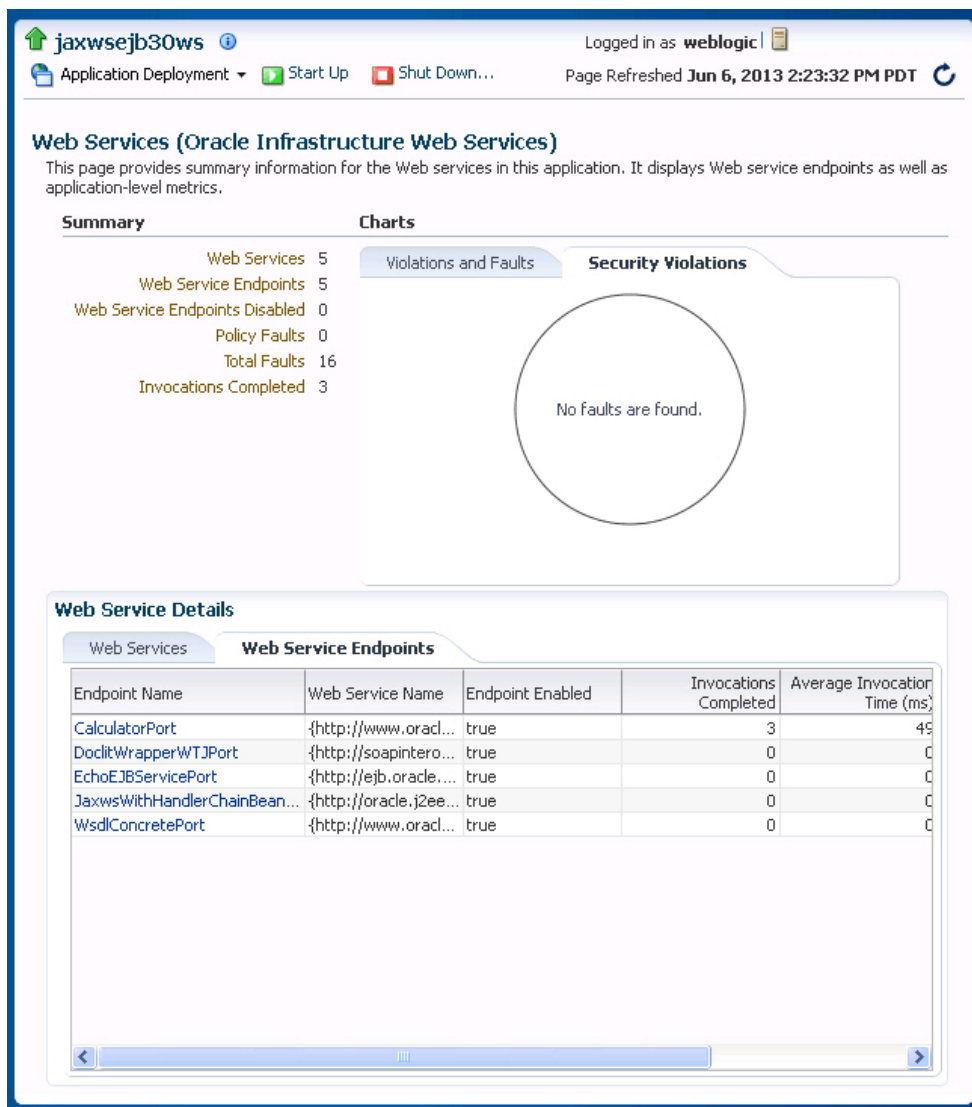 jaxwsejb30ws
Logged in as weblogic
Application Deployment Start Up Shut Down...
Page Refreshed Jun 6, 2013 2:23:32 PM PDT
Web Services (Oracle Infrastructure Web Services)
This page provides summary information for the Web services in this application. It displays Web service endpoints as well as
application-level metrics.
Summary
Web Services 5
Web Service Endpoints 5
Web Service Endpoints Disabled 0
Policy Faults 0
Total Faults 16
Invocations Completed 3
Charts
Violations and Faults Security Violations
No faults are found.
Web Service Details
Web Services Web Service Endpoints
Endpoint Name Web Service Name Endpoint Enabled Invocations Completed Average Invocation Time (ms)
CalculatorPort {http://www.oracl... true 3 49
DoclitWrapperWTJPort {http://soapintero... true 0 0
EchoEJBServicePort {http://ejb.oracle.... true 0 0
JaxwsWithHandlerChainBean... {http://oracle.j2ee... true 0 0
WsdlConcretePort {http://www.oracl... true 0 0